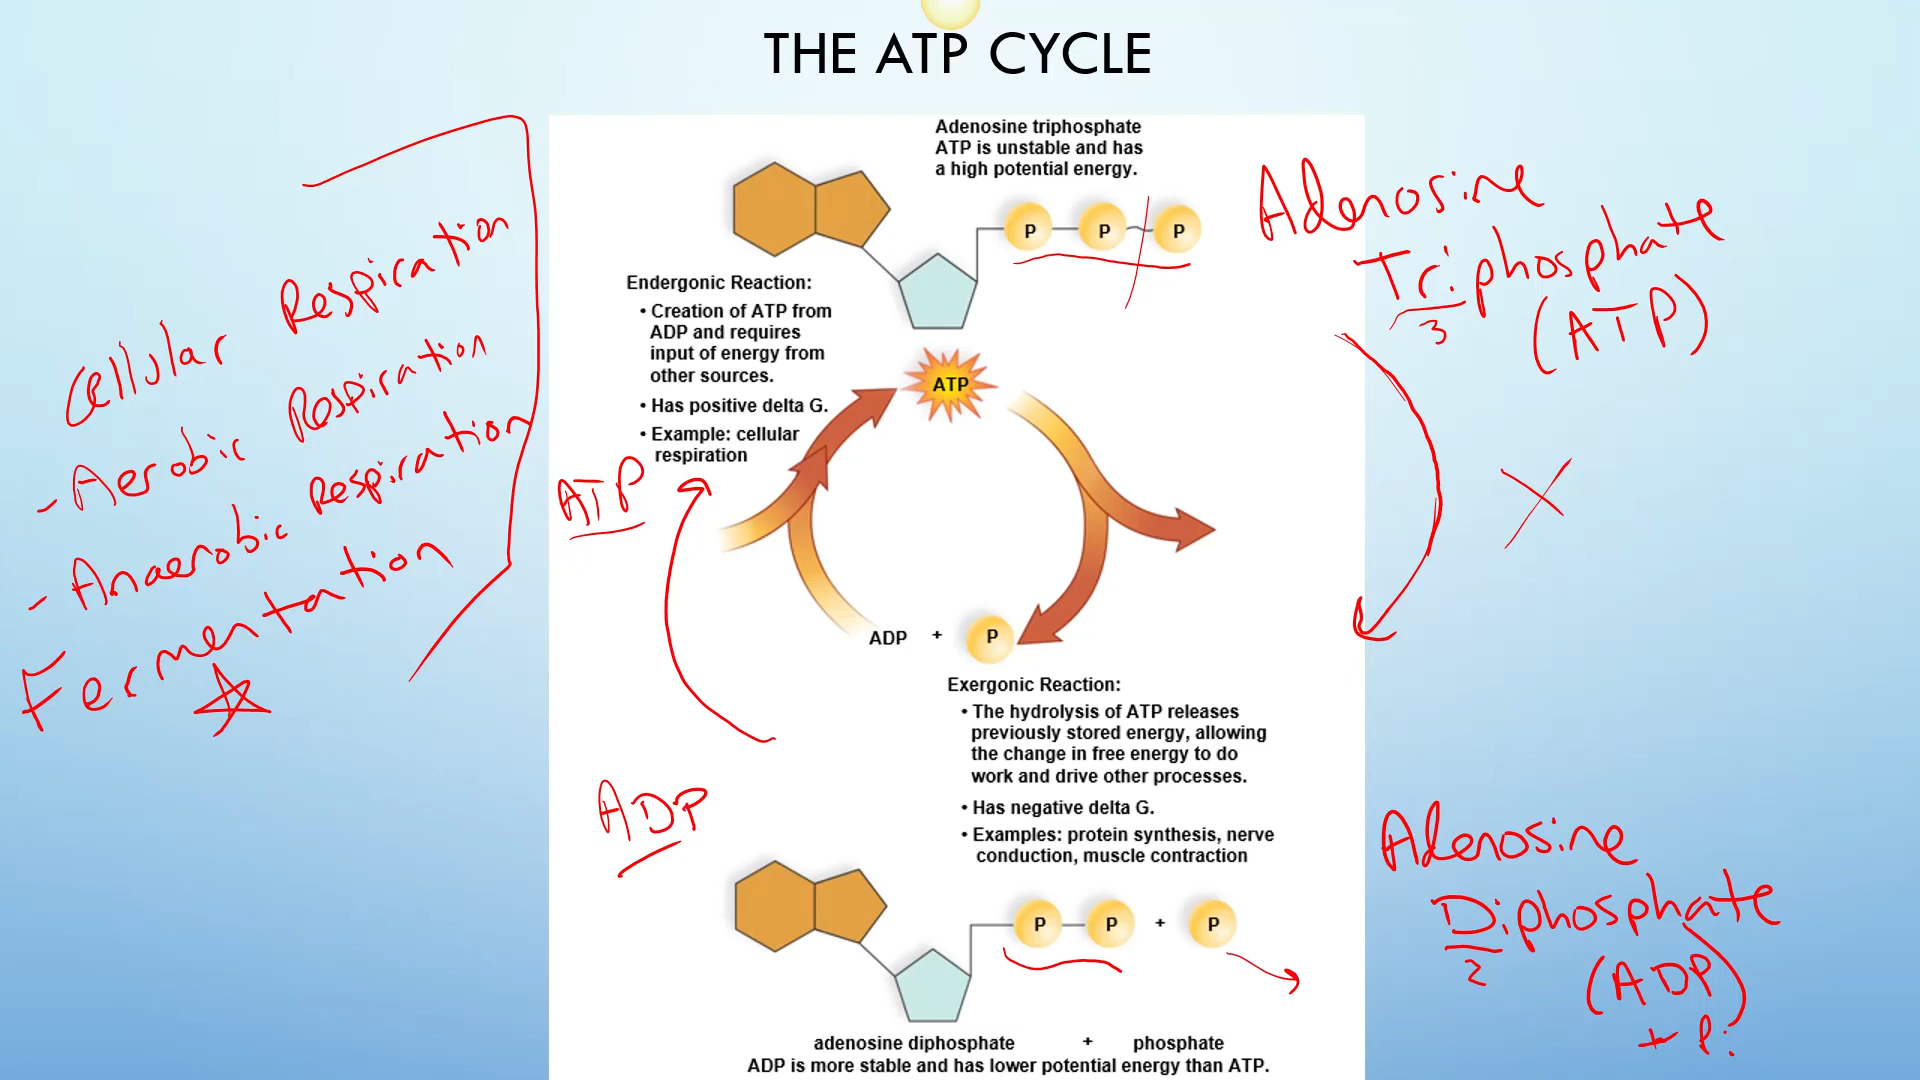 THE ATP CYCLE
Adenosine triphosphate
ATP is unstable and has
a high potential energy.
P P P
Endergonic Reaction:
• Creation of ATP from
ADP and requires
input of energy from
other sources.
• Has positive delta G.
• Example: cellular
respiration
ATP
ADP + P
Exergonic Reaction:
• The hydrolysis of ATP releases
previously stored energy, allowing
the change in free energy to do
work and drive other processes.
• Has negative delta G.
• Examples: protein synthesis, nerve
conduction, muscle contraction
P P + P
adenosine diphosphate + phosphate
ADP is more stable and has lower potential energy than ATP.
Cellular Respiration
- Aerobic Respiration
- Anaerobic Respiration
Fermentation
ATP
ADP
Adenosine
Triphosphate
3
(ATP)
Adenosine
Diphosphate
2
(ADP)
+ Pi